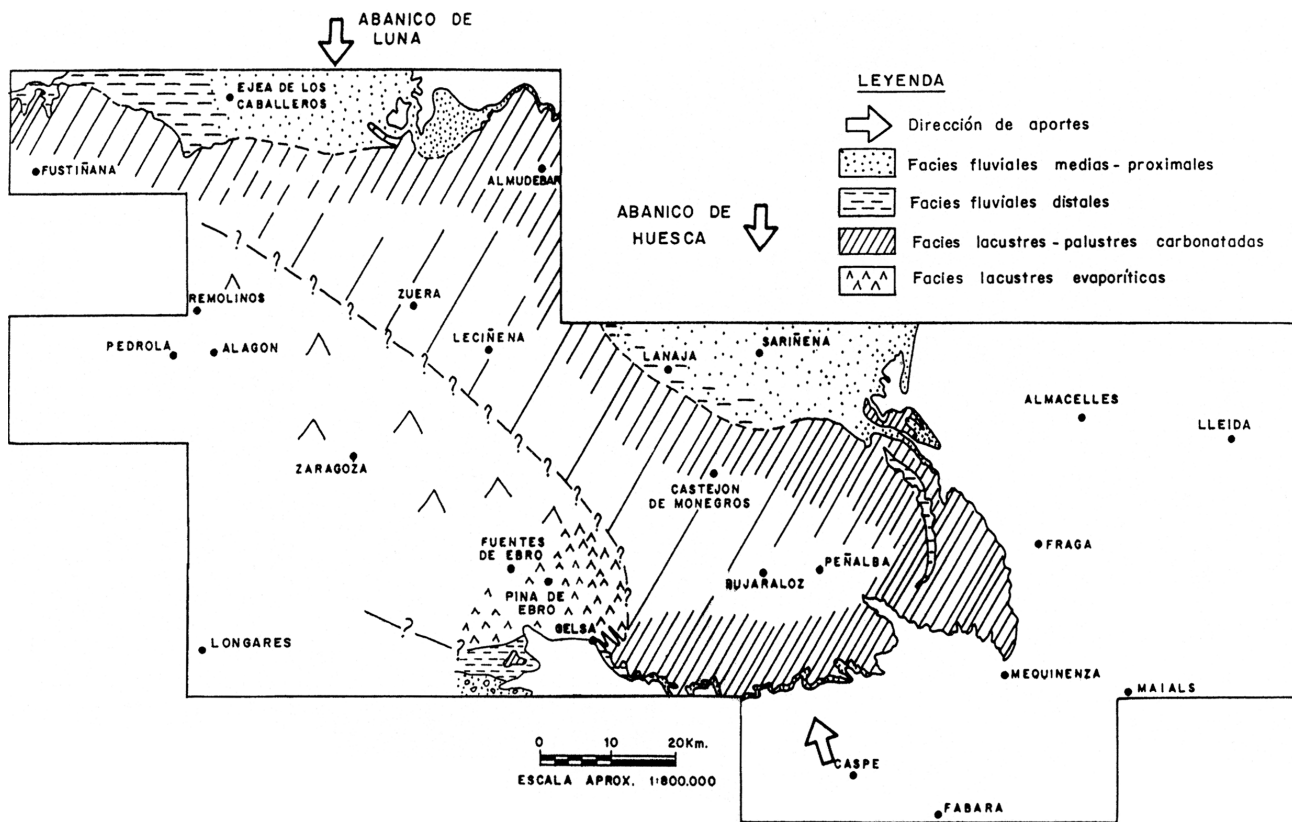 ABANICO DE
LUNA
EJEA DE LOS
CABALLEROS
FUSTIÑANA
ALMUDEBAR
ABANICO DE
HUESCA
LEYENDA
Dirección de aportes
Facies fluviales medias-proximales
Facies fluviales distales
Facies lacustres-palustres carbonatadas
Facies lacustres evaporíticas
?
?
?
?
?
?
?
?
?
?
?
?
?
?
REMOLINOS
ZUERA
PEDROLA
ALAGON
LECIÑENA
LANAJA
SARIÑENA
ALMACELLES
LLEIDA
ZARAGOZA
CASTEJON
DE MONEGROS
FUENTES
DE EBRO
PINA DE
EBRO
BUJARALOZ
PEÑALBA
FRAGA
GELSA
LONGARES
MEQUINENZA
MAIALS
0 10 20Km.
ESCALA APROX. 1:800.000
CASPE
FABARA